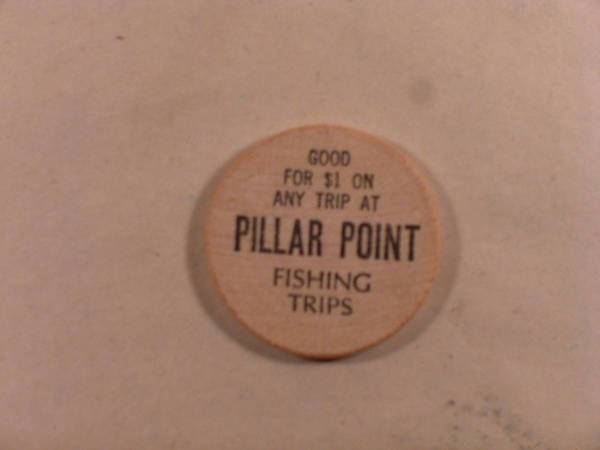 GOOD
FOR $1 ON
ANY TRIP AT
PILLAR POINT
FISHING
TRIPS